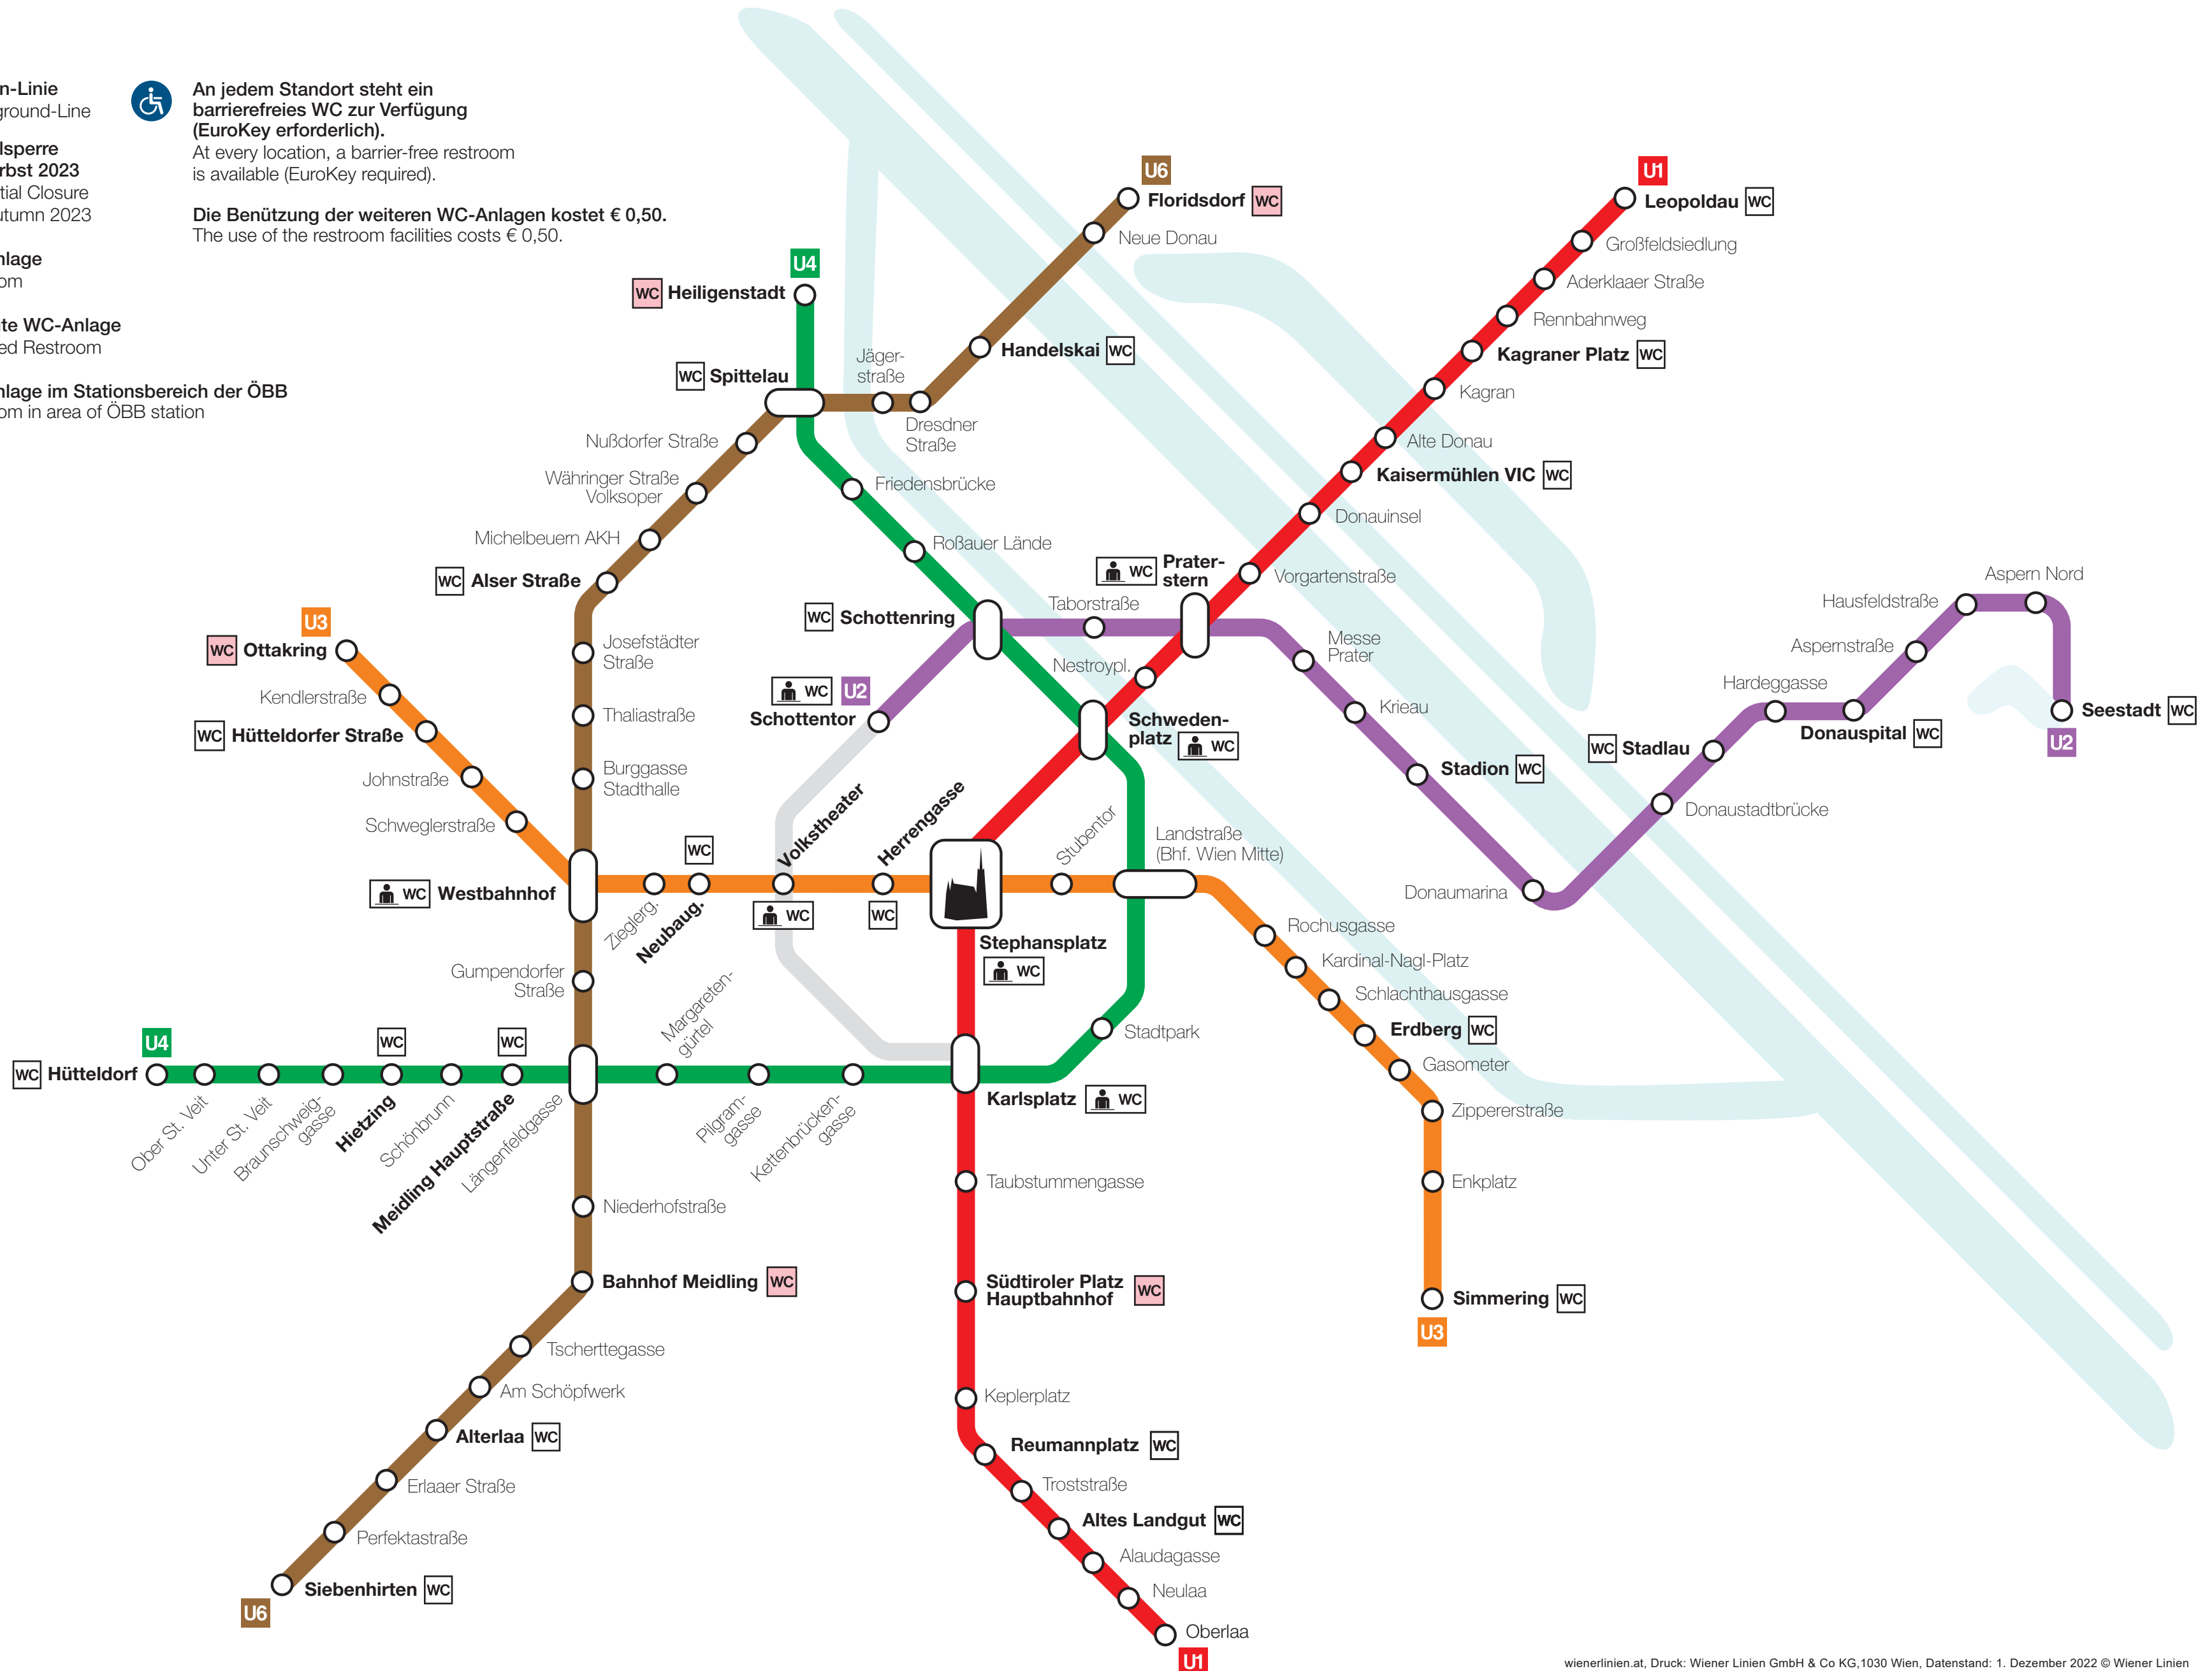 n-Linie
ground-Line
lsperre
rbst 2023
tial Closure
utumn 2023
nlage
om
te WC-Anlage
ed Restroom
nlage im Stationsbereich der ÖBB
om in area of ÖBB station
An jedem Standort steht ein
barrierefreies WC zur Verfügung
(EuroKey erforderlich).
At every location, a barrier-free restroom
is available (EuroKey required).
Die Benützung der weiteren WC-Anlagen kostet € 0,50.
The use of the restroom facilities costs € 0,50.
U6
Floridsdorf WC
Neue Donau
Handelskai WC
Jäger-
straße
Dresdner
Straße
U1
Leopoldau WC
Großfeldsiedlung
Aderklaaer Straße
Rennbahnweg
Kagraner Platz WC
Kagran
Alte Donau
Kaisermühlen VIC WC
Donauinsel
Vorgartenstraße
U4
WC Heiligenstadt
WC Spittelau
Nußdorfer Straße
Währinger Straße
Volksoper
Michelbeuern AKH
WC Alser Straße
Friedensbrücke
Roßauer Lände
WC Schottenring
Taborstraße
WC Prater-
stern
Nestroypl.
Messe
Prater
Krieau
Stadion WC
Donaumarina
Donaustadtbrücke
WC Stadlau
Hardeggasse
Donauspital WC
Aspernstraße
Hausfeldstraße
Aspern Nord
Seestadt WC
U2
U3
WC Ottakring
Kendlerstraße
WC Hütteldorfer Straße
Johnstraße
Schweglerstraße
WC Westbahnhof
Josefstädter
Straße
Thaliastraße
Burggasse
Stadthalle
WC U2
Schottentor
Schweden-
platz WC
WC
Zieglerg.
Neubaug.
Volkstheater
WC
Herrengasse
WC
Stephansplatz
WC
Stubentor
Landstraße
(Bhf. Wien Mitte)
Rochusgasse
Kardinal-Nagl-Platz
Schlachthausgasse
Erdberg WC
Gasometer
Zippererstraße
Enkplatz
Simmering WC
U3
Gumpendorfer
Straße
U4
WC Hütteldorf
Ober St. Veit
Unter St. Veit
Braunschweig-
gasse
WC
Hietzing
Schönbrunn
WC
Meidling Hauptstraße
Längenfeldgasse
Margareten-
gürtel
Pilgram-
gasse
Kettenbrücken-
gasse
Karlsplatz WC
Stadtpark
Niederhofstraße
Bahnhof Meidling WC
Tscherttegasse
Am Schöpfwerk
Alterlaa WC
Erlaaer Straße
Perfektastraße
Siebenhirten WC
U6
Taubstummengasse
Südtiroler Platz
Hauptbahnhof WC
Keplerplatz
Reumannplatz WC
Troststraße
Altes Landgut WC
Alaudagasse
Neulaa
Oberlaa
U1
wienerlinien.at, Druck: Wiener Linien GmbH & Co KG,1030 Wien, Datenstand: 1. Dezember 2022 © Wiener Linien